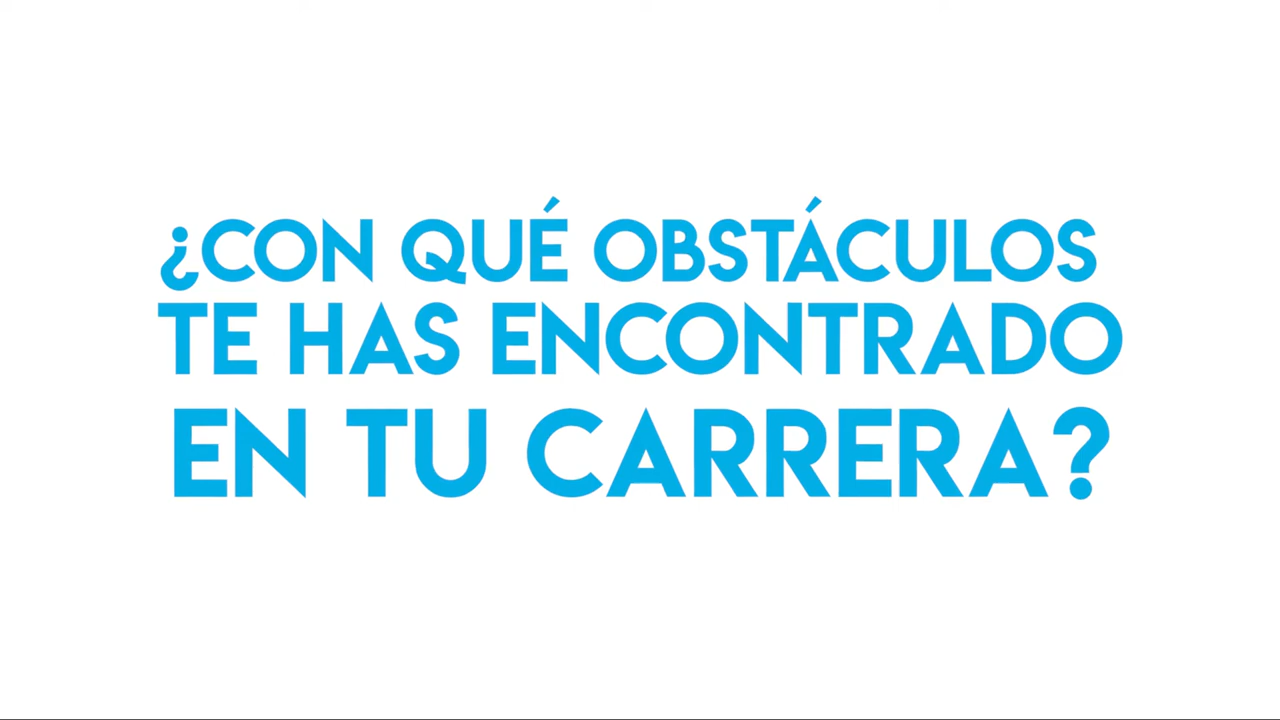 ¿CON QUÉ OBSTÁCULOS
TE HAS ENCONTRADO
EN TU CARRERA?